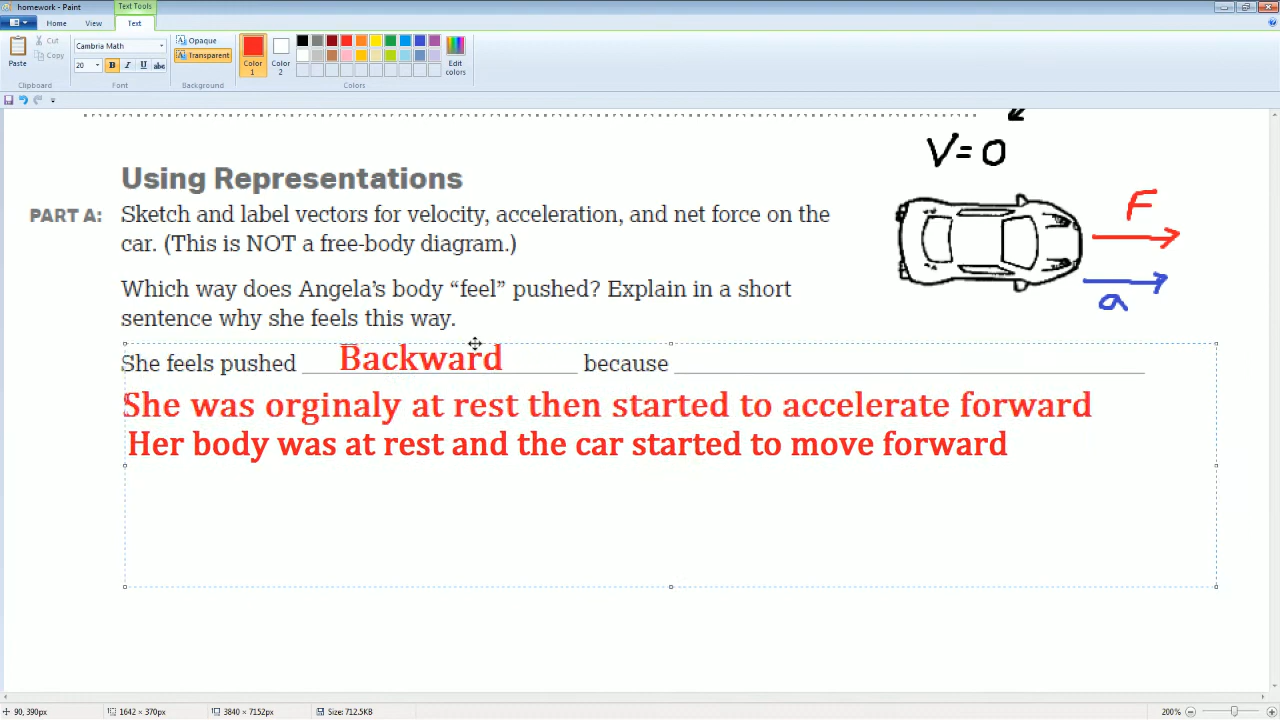 homework - Paint
Text Tools
Home View Text
Paste
Cut
Copy
Clipboard
Cambria Math
20 B I U abc
Font
Opaque
Transparent
Background
Color 1
Color 2
Edit colors
Colors
V= 0
Using Representations
PART A: Sketch and label vectors for velocity, acceleration, and net force on the
car. (This is NOT a free-body diagram.)
F
a
Which way does Angela's body “feel” pushed? Explain in a short
sentence why she feels this way.
She feels pushed Backward because
She was orginaly at rest then started to accelerate forward
Her body was at rest and the car started to move forward
90, 390px 1642 × 370px 3840 × 7152px Size: 712.5KB 200%